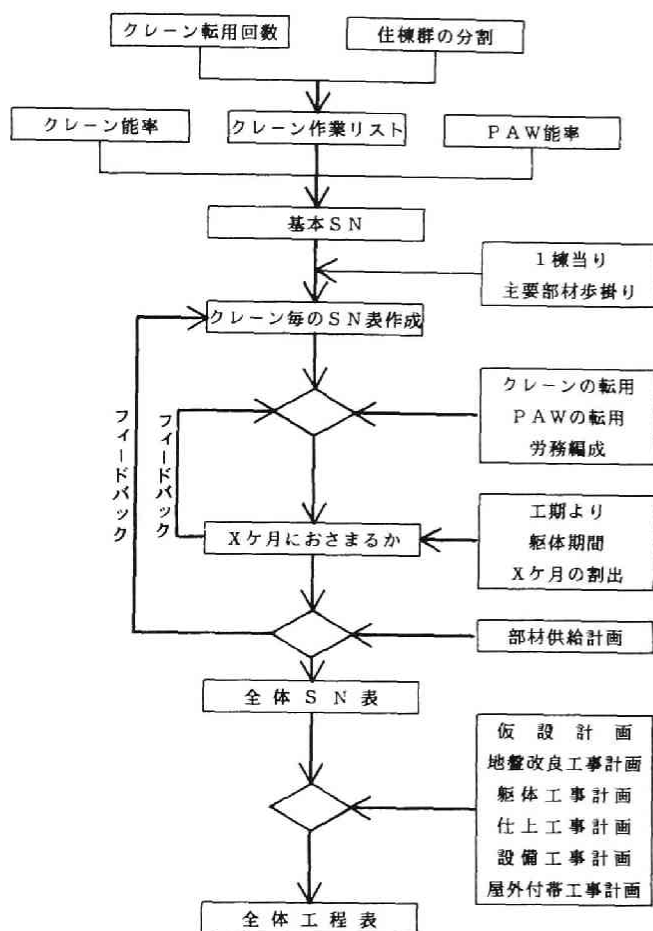 クレーン転用回数
住棟群の分割
クレーン能率
クレーン作業リスト
PAW能率
基本SN
1棟当り
主要部材歩掛り
クレーン毎のSN表作成
クレーンの転用
PAWの転用
労務編成
フィードバック
フィードバック
Xケ月におさまるか
工期より
躯体期間
Xケ月の割出
部材供給計画
全体SN表
仮設計画
地盤改良工事計画
躯体工事計画
仕上工事計画
設備工事計画
屋外付帯工事計画
全体工程表